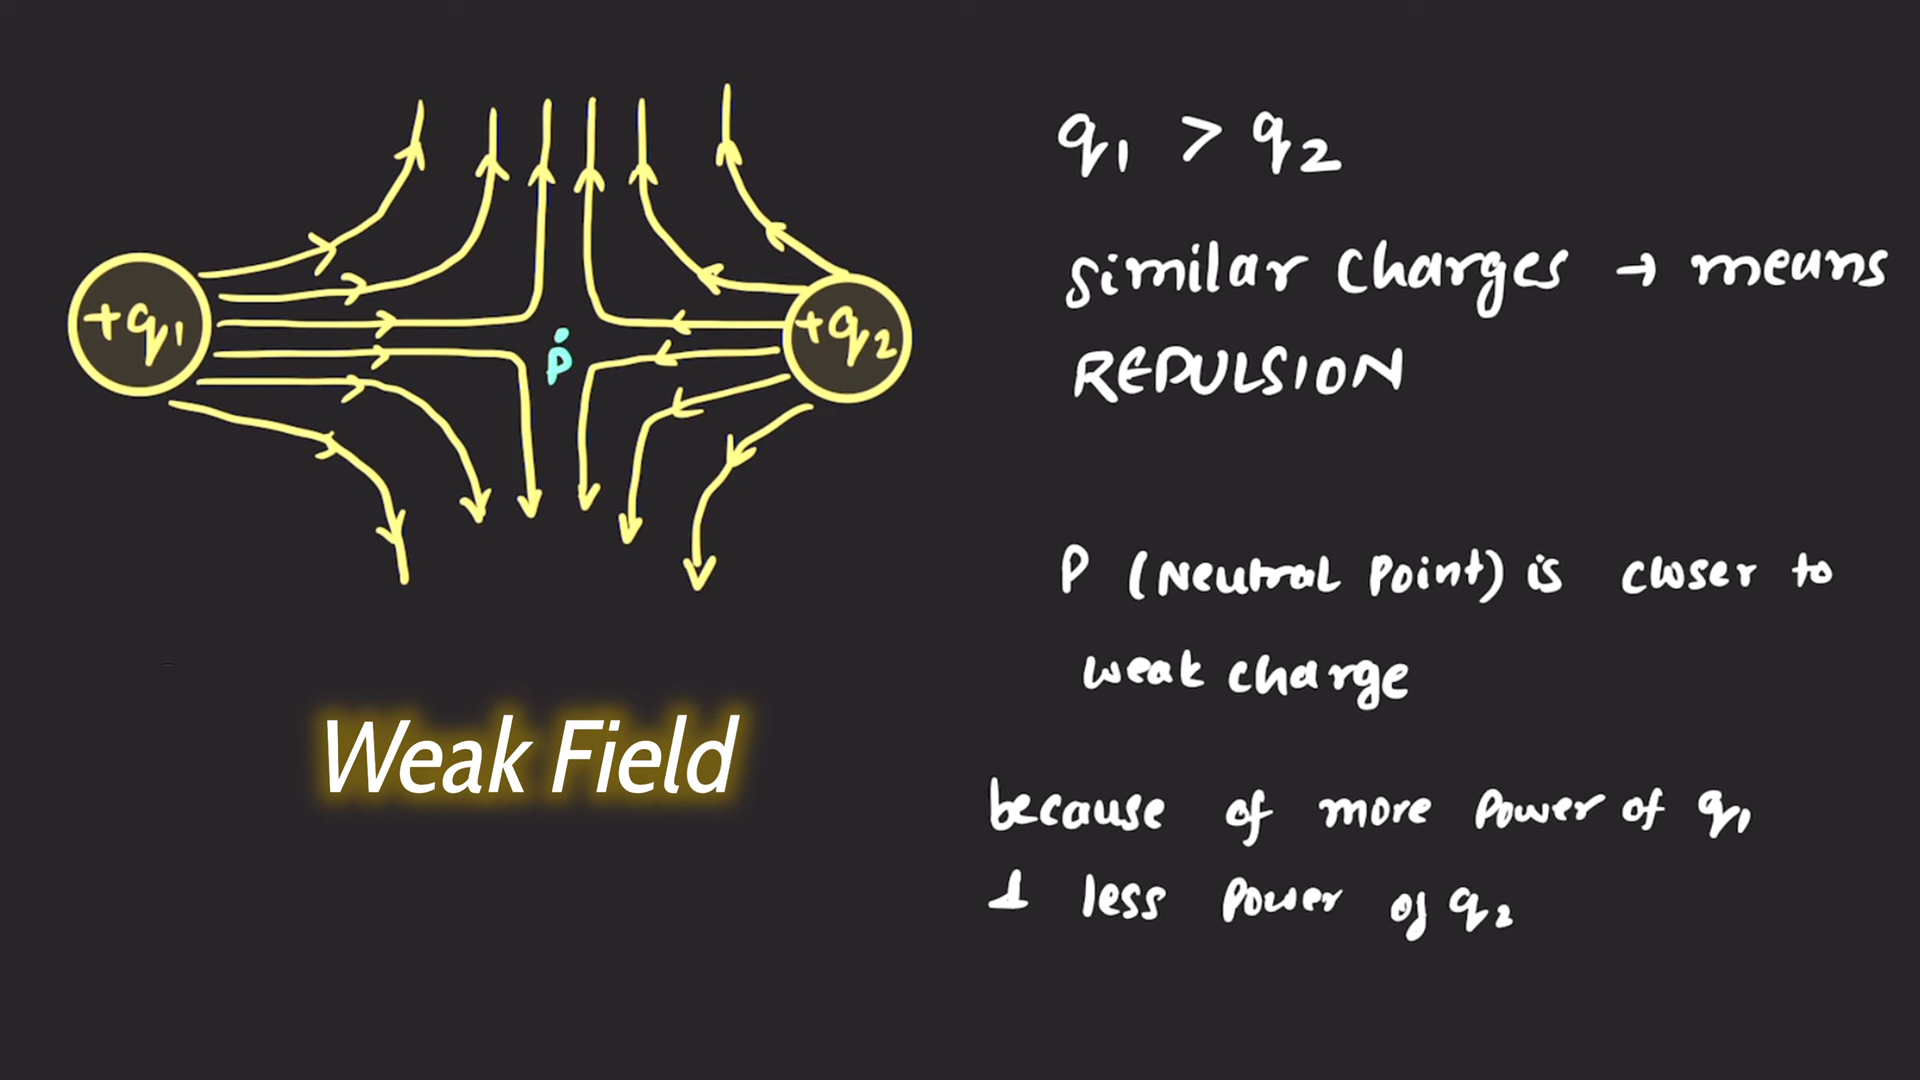 +q1
+q2
P
Weak Field
q1 > q2
similar charges → means
REPULSION
P (Neutral Point) is closer to
weak charge
because of more power of q1
& less power of q2